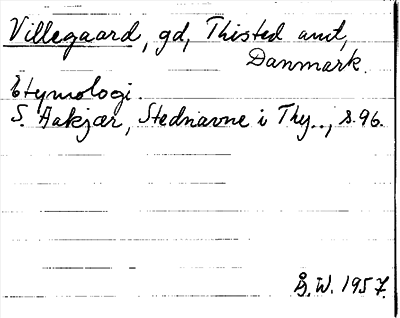 Villegaard, gd, Thisted amt,
Danmark.
Etymologi.
S. Aakjær, Stednavne i Thy.., s. 96.
Å. W. 1957.